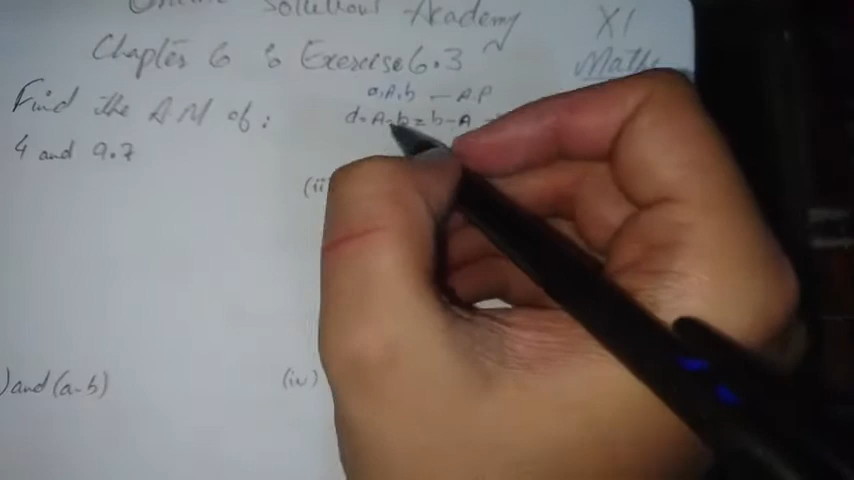 Online Solutions Academy
XI
Chapter 6 : Exercise 6.3
Maths
Find the A.M of :
a, A, b — A.P
d = A - b = b - A
4 and 9.7
(ii
) and (a-b)
(iv)